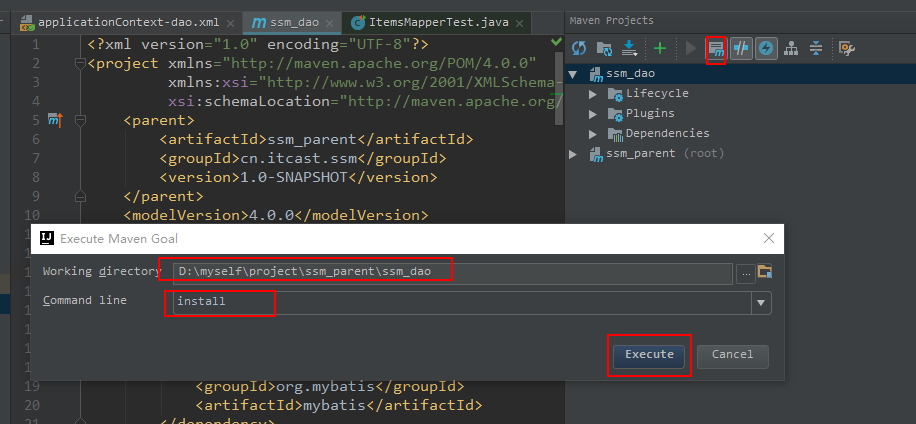 applicationContext-dao.xml
ssm_dao
ItemsMapperTest.java
Maven Projects
1 <?xml version="1.0" encoding="UTF-8"?>
2 <project xmlns="http://maven.apache.org/POM/4.0.0"
3 xmlns:xsi="http://www.w3.org/2001/XMLSchema-
4 xsi:schemaLocation="http://maven.apache.org/
5 <parent>
6 <artifactId>ssm_parent</artifactId>
7 <groupId>cn.itcast.ssm</groupId>
8 <version>1.0-SNAPSHOT</version>
9 </parent>
10 <modelVersion>4.0.0</modelVersion>
ssm_dao
Lifecycle
Plugins
Dependencies
ssm_parent (root)
Execute Maven Goal
Working directory D:\myself\project\ssm_parent\ssm_dao ...
Command line install
Execute Cancel
19 <groupId>org.mybatis</groupId>
20 <artifactId>mybatis</artifactId>
21 </dependency>